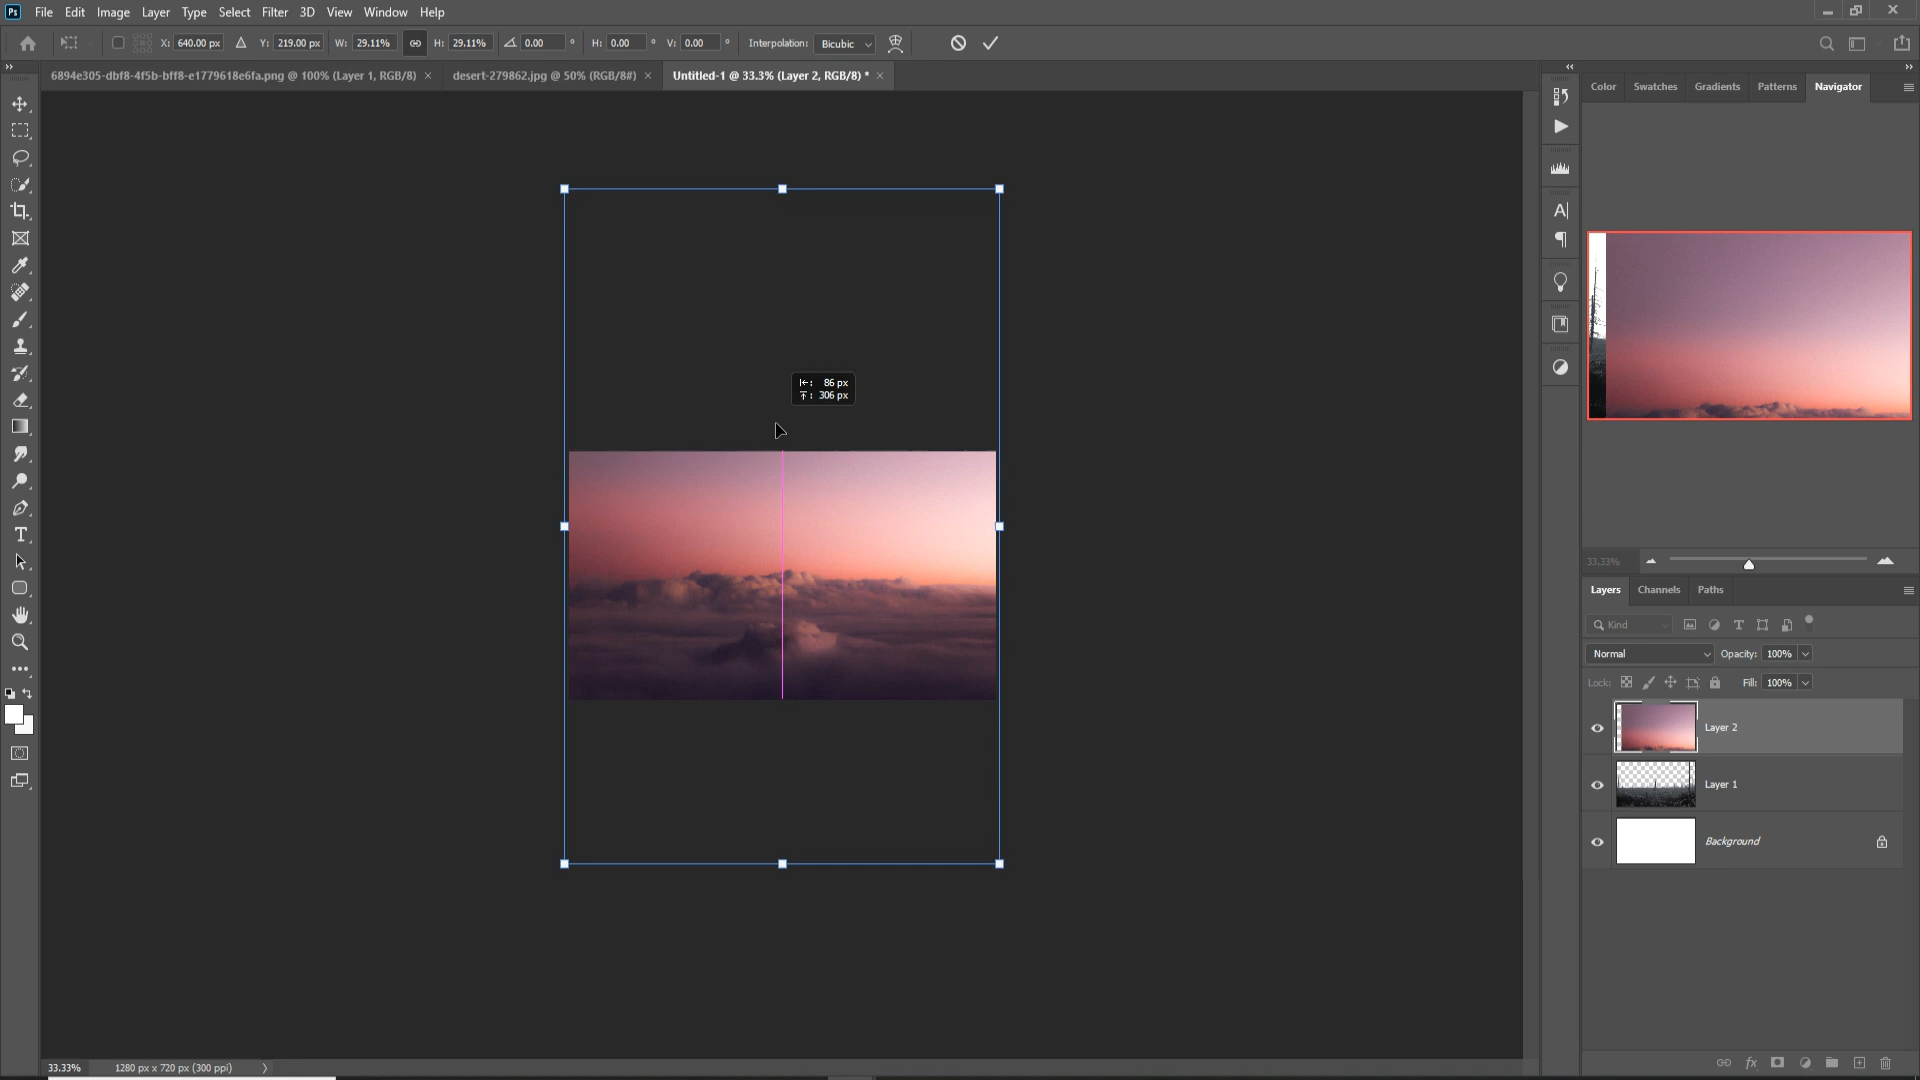 Ps File Edit Image Layer Type Select Filter 3D View Window Help
X: 640.00 px Y: 219.00 px W: 29.11% H: 29.11% 0.00 ° H: 0.00 ° V: 0.00 ° Interpolation: Bicubic
6894e305-dbf8-4f5b-bff8-e1779618e6fa.png @ 100% (Layer 1, RGB/8) × desert-279862.jpg @ 50% (RGB/8#) × Untitled-1 @ 33.3% (Layer 2, RGB/8) * ×
Color Swatches Gradients Patterns Navigator
: 86 px
: 306 px
33.33%
Layers Channels Paths
Kind
Normal Opacity: 100%
Lock: Fill: 100%
Layer 2
Layer 1
Background
fx
33.33% 1280 px x 720 px (300 ppi)